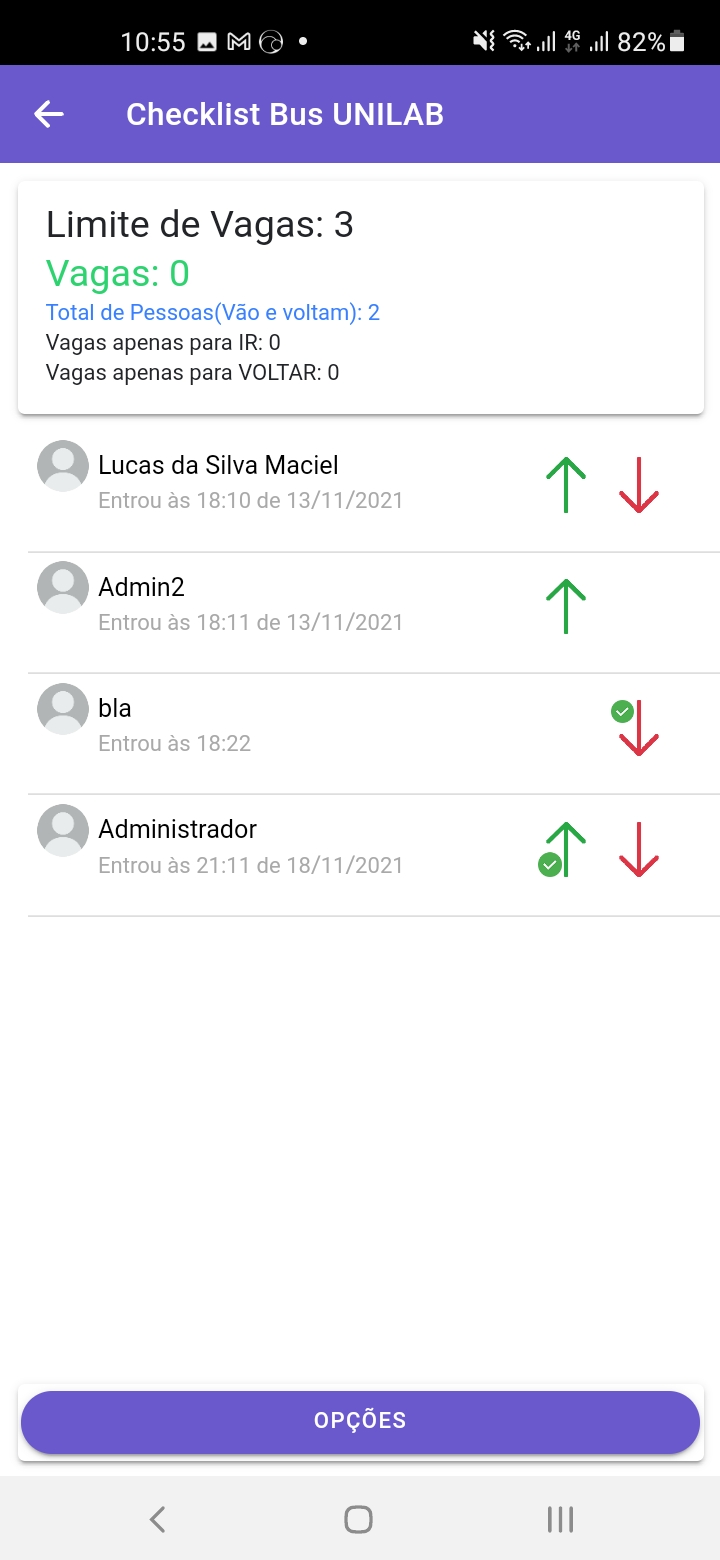 10:55 4G 82%
Checklist Bus UNILAB
Limite de Vagas: 3
Vagas: 0
Total de Pessoas(Vão e voltam): 2
Vagas apenas para IR: 0
Vagas apenas para VOLTAR: 0
Lucas da Silva Maciel
Entrou às 18:10 de 13/11/2021
Admin2
Entrou às 18:11 de 13/11/2021
bla
Entrou às 18:22
Administrador
Entrou às 21:11 de 18/11/2021
OPÇÕES